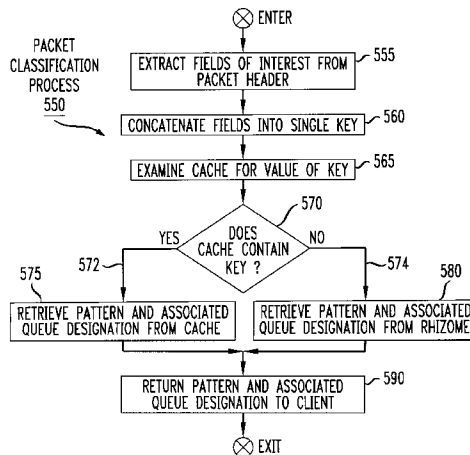 ENTER
PACKET
CLASSIFICATION
PROCESS
550
555
EXTRACT FIELDS OF INTEREST FROM
PACKET HEADER
560
CONCATENATE FIELDS INTO SINGLE KEY
565
EXAMINE CACHE FOR VALUE OF KEY
570
YES
DOES
CACHE CONTAIN
KEY ?
NO
572
574
575
RETRIEVE PATTERN AND ASSOCIATED
QUEUE DESIGNATION FROM CACHE
580
RETRIEVE PATTERN AND ASSOCIATED
QUEUE DESIGNATION FROM RHIZOME
590
RETURN PATTERN AND ASSOCIATED
QUEUE DESIGNATION TO CLIENT
EXIT